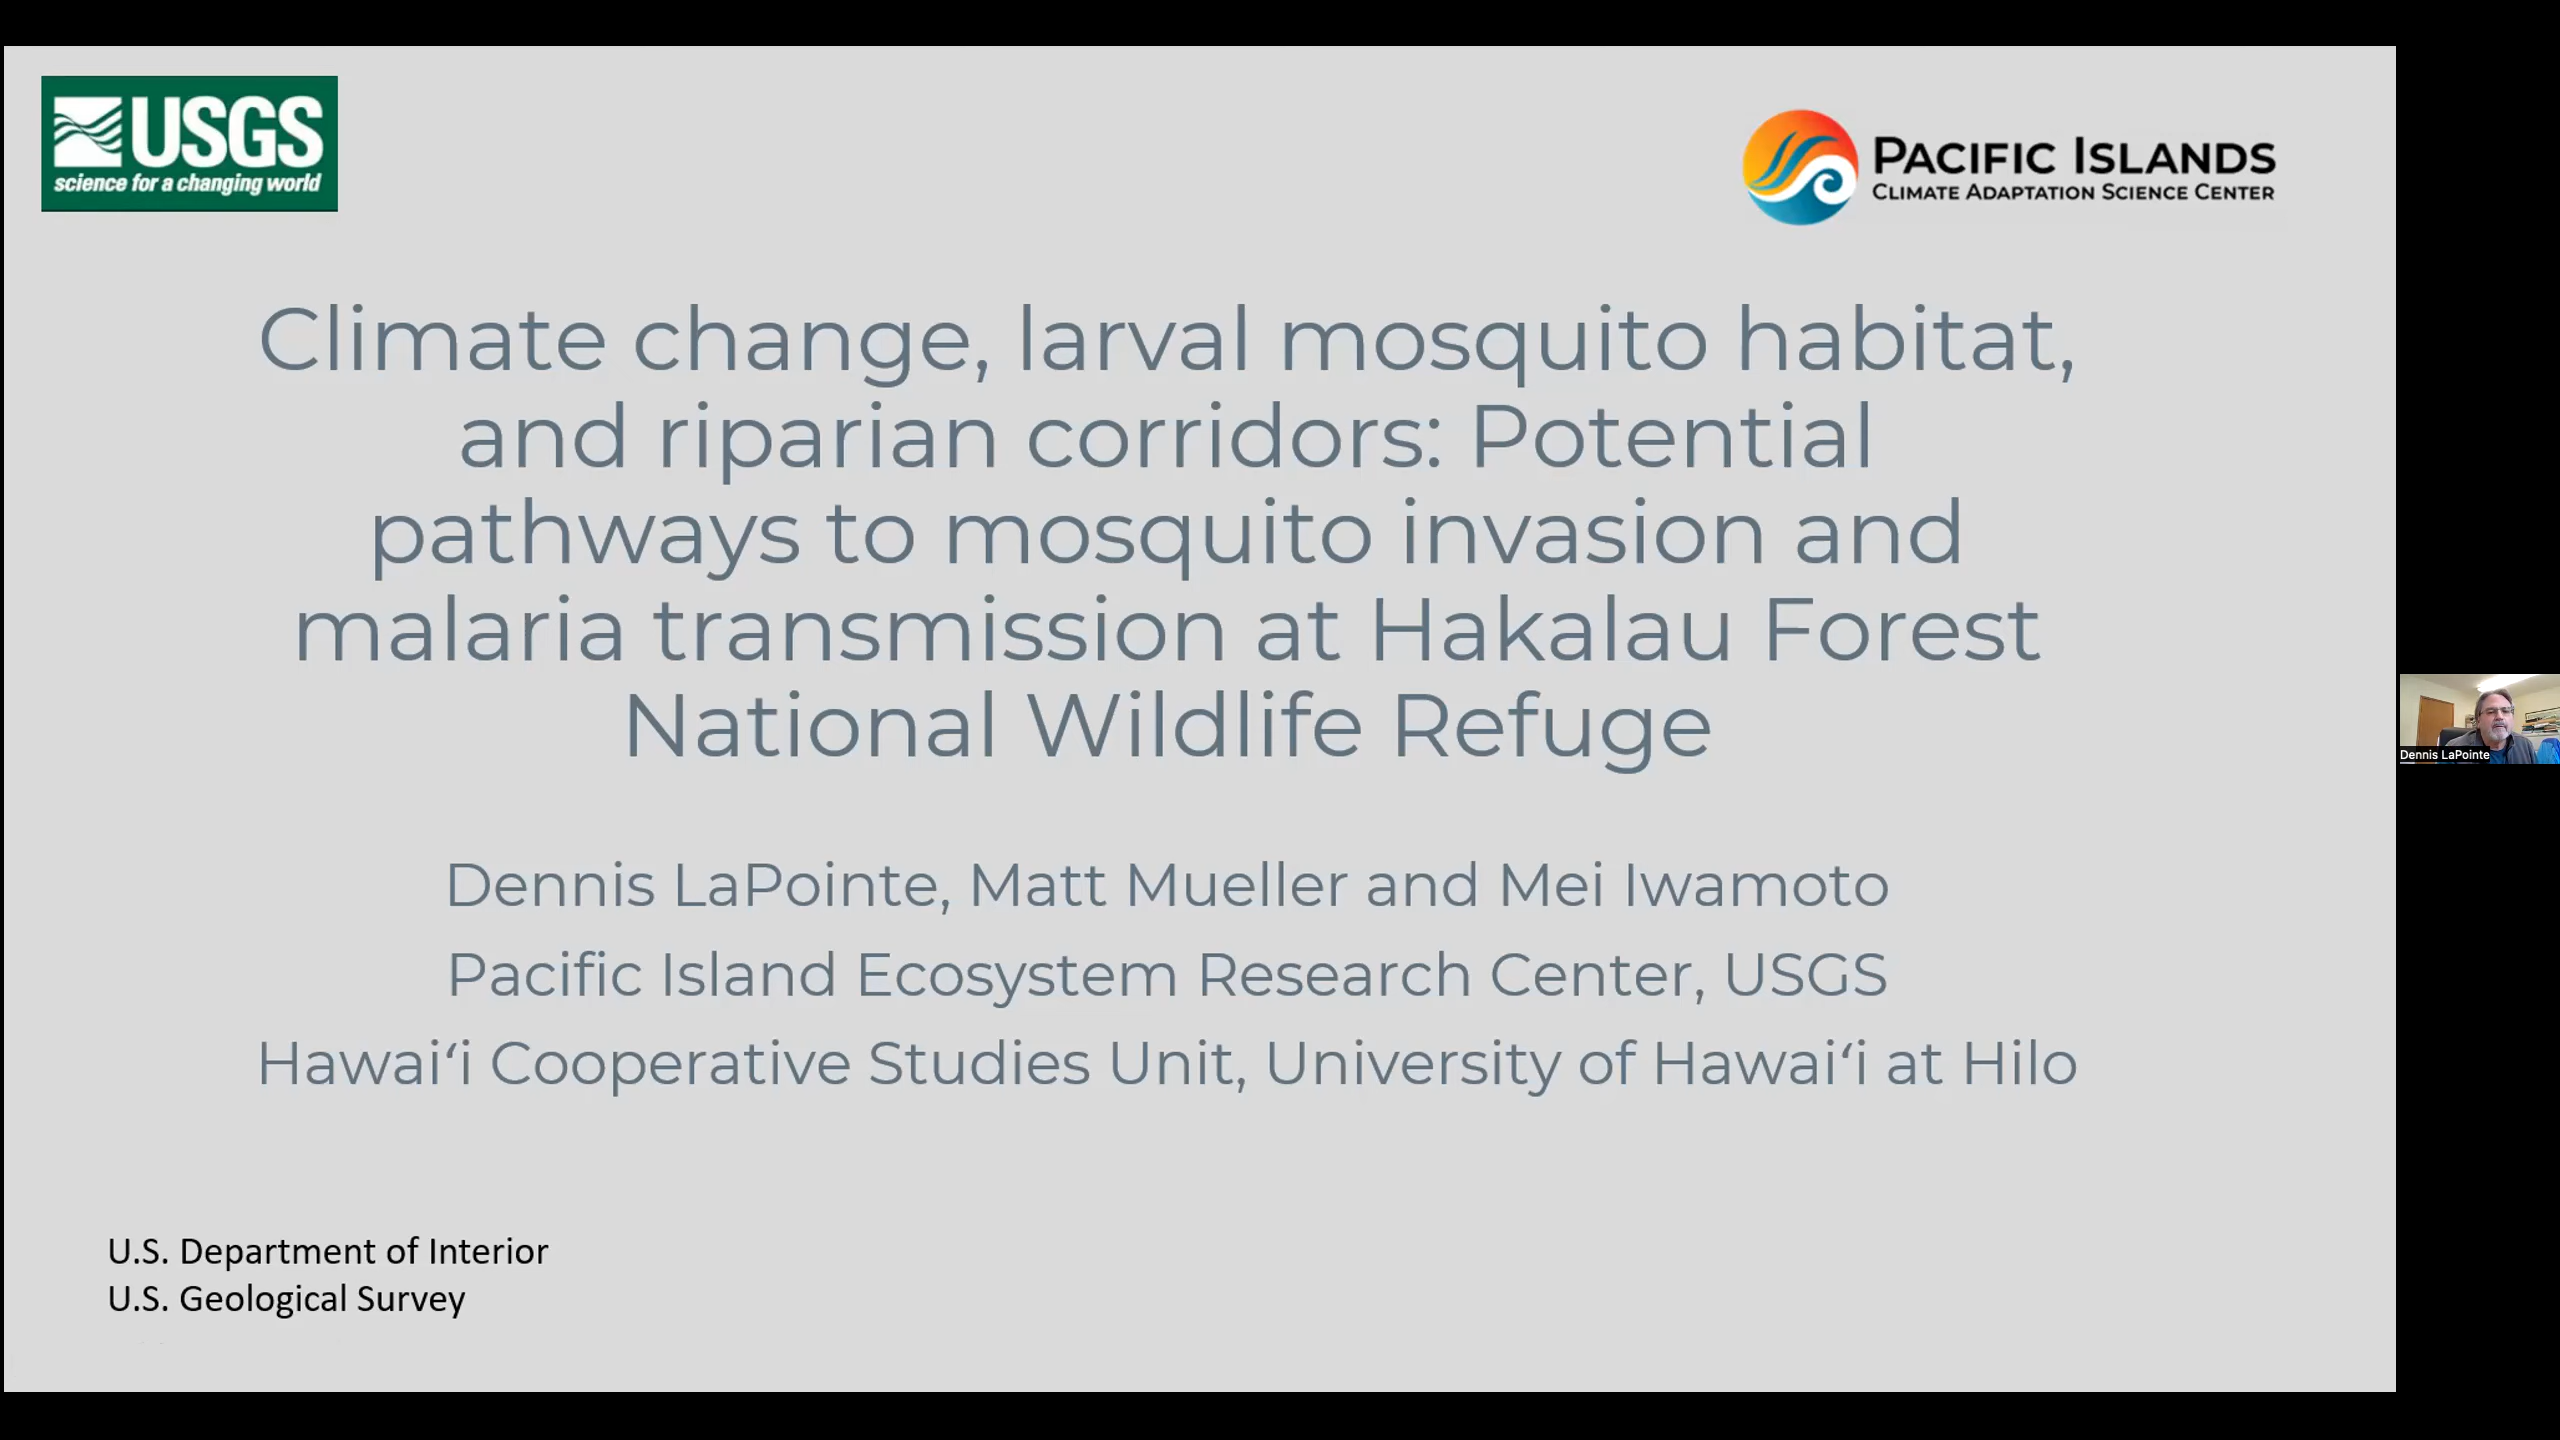 USGS
science for a changing world
PACIFIC ISLANDS
CLIMATE ADAPTATION SCIENCE CENTER
Climate change, larval mosquito habitat,
and riparian corridors: Potential
pathways to mosquito invasion and
malaria transmission at Hakalau Forest
National Wildlife Refuge
Dennis LaPointe, Matt Mueller and Mei Iwamoto
Pacific Island Ecosystem Research Center, USGS
Hawaiʻi Cooperative Studies Unit, University of Hawaiʻi at Hilo
Dennis LaPointe
U.S. Department of Interior
U.S. Geological Survey